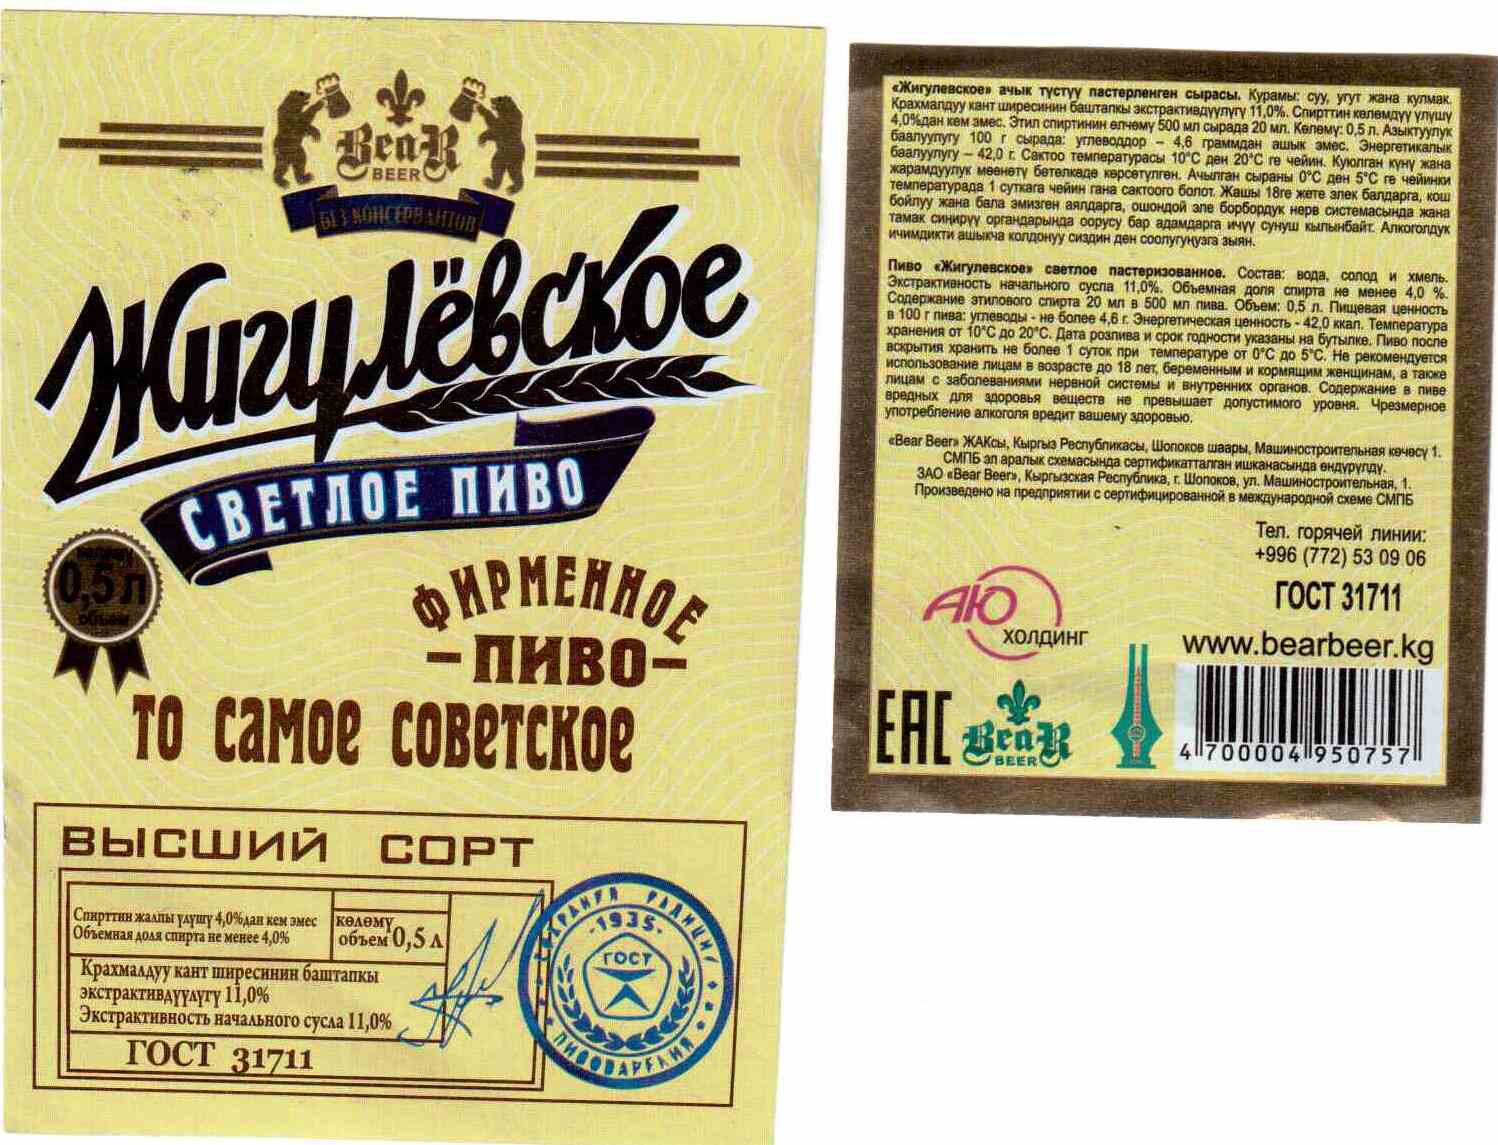 BeaR
BEER
БЕЗ КОНСЕРВАНТОВ
Жигулёвское
СВЕТЛОЕ ПИВО
көлөмү
0,5 л
объем
ФИРМЕННОЕ
-ПИВО-
ТО САМОЕ СОВЕТСКОЕ
ВЫСШИЙ СОРТ
Спирттин жалпы үлүшү 4,0%дан кем эмес
Объемная доля спирта не менее 4,0%
көлөмү
объем 0,5 л
Крахмалдуу кант ширесинин баштапкы
экстрактивдүүлүгү 11,0%
Экстрактивность начального сусла 11,0%
ГОСТ 31711
СОХРАНЯЯ ТРАДИЦИИ
-1935-
ГОСТ
ПИВОВАРЕНИЯ
«Жигулевское» ачык түстүү пастерленген сырасы. Курамы: суу, угут жана кулмак.
Крахмалдуу кант ширесинин баштапкы экстрактивдүүлүгү 11,0%. Спирттин көлөмдүү үлүшү
4,0%дан кем эмес. Этил спиртинин өлчөмү 500 мл сырада 20 мл. Көлөмү: 0,5 л. Азыктуулук
баалуулугу 100 г сырада: углеводдор – 4,6 граммдан ашык эмес. Энергетикалык
баалуулугу – 42,0 г. Сактоо температурасы 10°С ден 20°С ге чейин. Куюлган күнү жана
жарамдуулук мөөнөтү бөтөлкөдө көрсөтүлгөн. Ачылган сыраны 0°С ден 5°С ге чейинки
температурада 1 суткага чейин гана сактоого болот. Жашы 18ге жете элек балдарга, кош
бойлуу жана бала эмизген аялдарга, ошондой эле борбордук нерв системасында жана
тамак сиңирүү органдарында оорусу бар адамдарга ичүү сунуш кылынбайт. Алкоголдук
ичимдикти ашыкча колдонуу сиздин ден соолугуңузга зыян.
Пиво «Жигулевское» светлое пастеризованное. Состав: вода, солод и хмель.
Экстрактивность начального сусла 11,0%. Объемная доля спирта не менее 4,0 %.
Содержание этилового спирта 20 мл в 500 мл пива. Объем: 0,5 л. Пищевая ценность
в 100 г пива: углеводы - не более 4,6 г. Энергетическая ценность - 42,0 ккал. Температура
хранения от 10°С до 20°С. Дата розлива и срок годности указаны на бутылке. Пиво после
вскрытия хранить не более 1 суток при температуре от 0°С до 5°С. Не рекомендуется
использование лицам в возрасте до 18 лет, беременным и кормящим женщинам, а также
лицам с заболеваниями нервной системы и внутренних органов. Содержание в пиве
вредных для здоровья веществ не превышает допустимого уровня. Чрезмерное
употребление алкоголя вредит вашему здоровью.
«Bear Beer» ЖАКсы, Кыргыз Республикасы, Шопоков шаары, Машиностроительная көчөсү 1.
СМПБ эл аралык схемасында сертификатталган ишканасында өндүрүлдү.
ЗАО «Bear Beer», Кыргызская Республика, г. Шопоков, ул. Машиностроительная, 1.
Произведено на предприятии с сертифицированной в международной схеме СМПБ
Тел. горячей линии:
+996 (772) 53 09 06
ГОСТ 31711
АЮ
ХОЛДИНГ
www.bearbeer.kg
ЕАС
BeaR
BEER
4 700004 950757